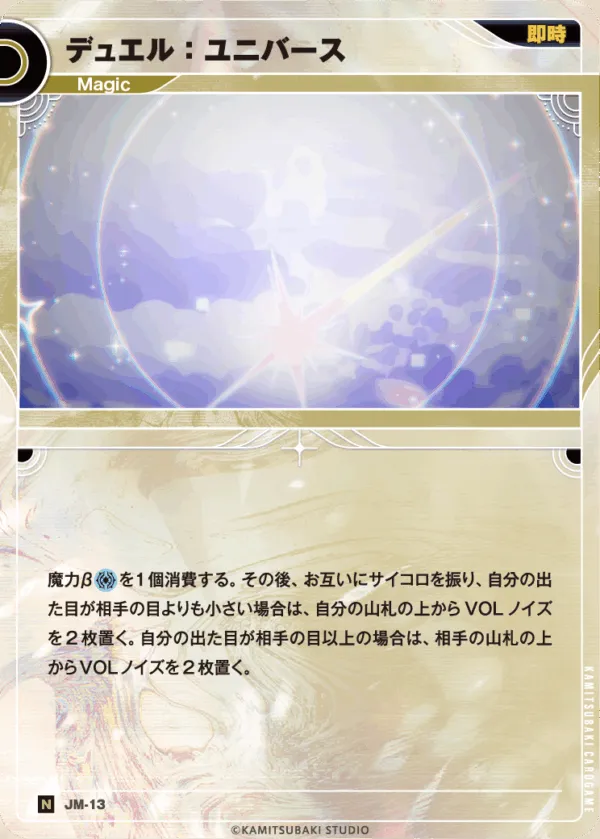 デュエル：ユニバース
即時
Magic
魔力βを1個消費する。その後、お互いにサイコロを振り、自分の出
た目が相手の目よりも小さい場合は、自分の山札の上からVOLノイズ
を2枚置く。自分の出た目が相手の目以上の場合は、相手の山札の上
からVOLノイズを2枚置く。
KAMITSUBAKI CARDGAME
N JM-13
©KAMITSUBAKI STUDIO